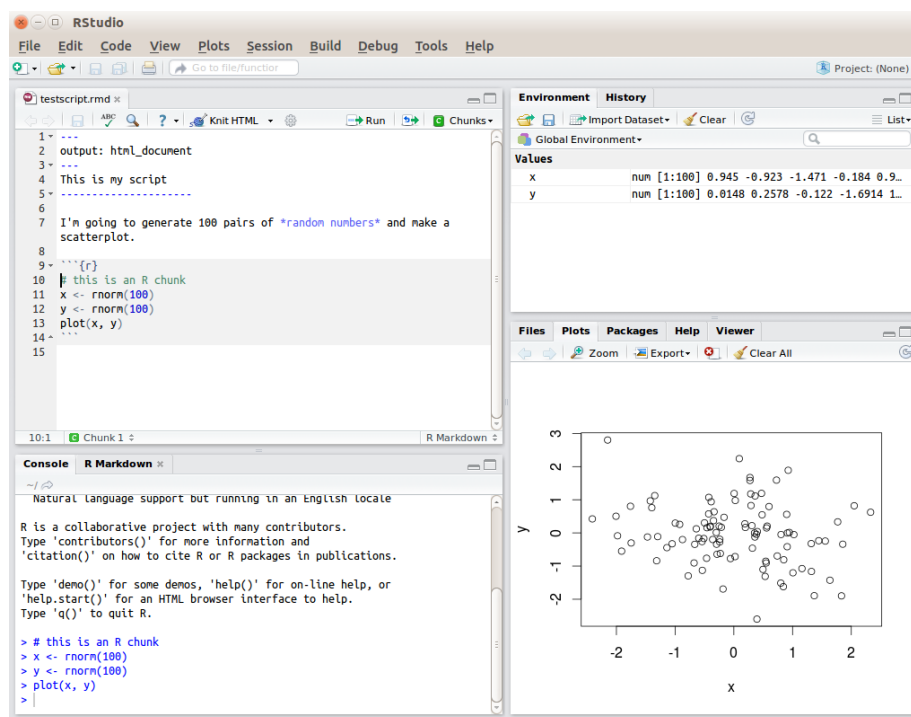 RStudio
File Edit Code View Plots Session Build Debug Tools Help
Go to file/function
Project: (None)
testscript.rmd
ABC ? Knit HTML Run Chunks
1 ---
2 output: html_document
3 ---
4 This is my script
5 ----------------------
6
7 I'm going to generate 100 pairs of *random numbers* and make a
scatterplot.
8
9 ```{r}
10 # this is an R chunk
11 x <- rnorm(100)
12 y <- rnorm(100)
13 plot(x, y)
14 ```
15
10:1 C Chunk 1 R Markdown
Console R Markdown
~/
Natural language support but running in an English locale
R is a collaborative project with many contributors.
Type 'contributors()' for more information and
'citation()' on how to cite R or R packages in publications.
Type 'demo()' for some demos, 'help()' for on-line help, or
'help.start()' for an HTML browser interface to help.
Type 'q()' to quit R.
> # this is an R chunk
> x <- rnorm(100)
> y <- rnorm(100)
> plot(x, y)
>
Environment History
Import Dataset Clear List
Global Environment
Values
x num [1:100] 0.945 -0.923 -1.471 -0.184 0.9…
y num [1:100] 0.0148 0.2578 -0.122 -1.6914 1…
Files Plots Packages Help Viewer
Zoom Export Clear All
3
2
1
0
-1
-2
y
-2 -1 0 1 2
x